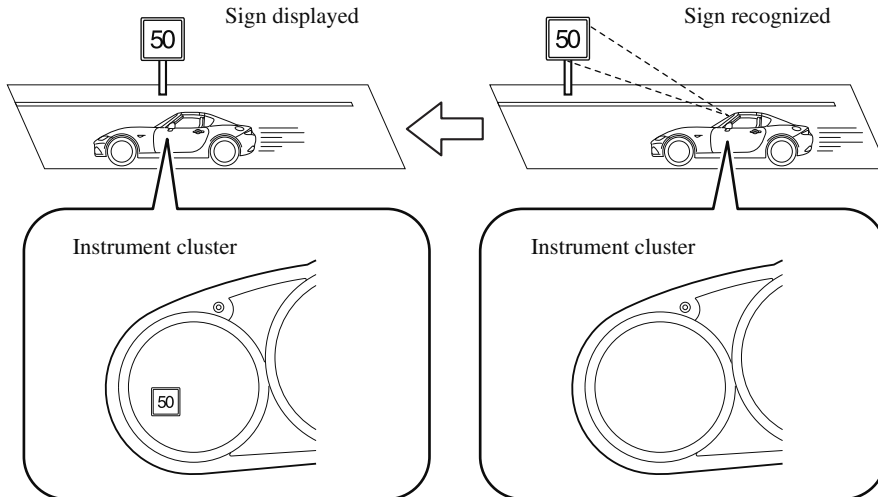 Sign displayed
50
Instrument cluster
50
Sign recognized
50
Instrument cluster